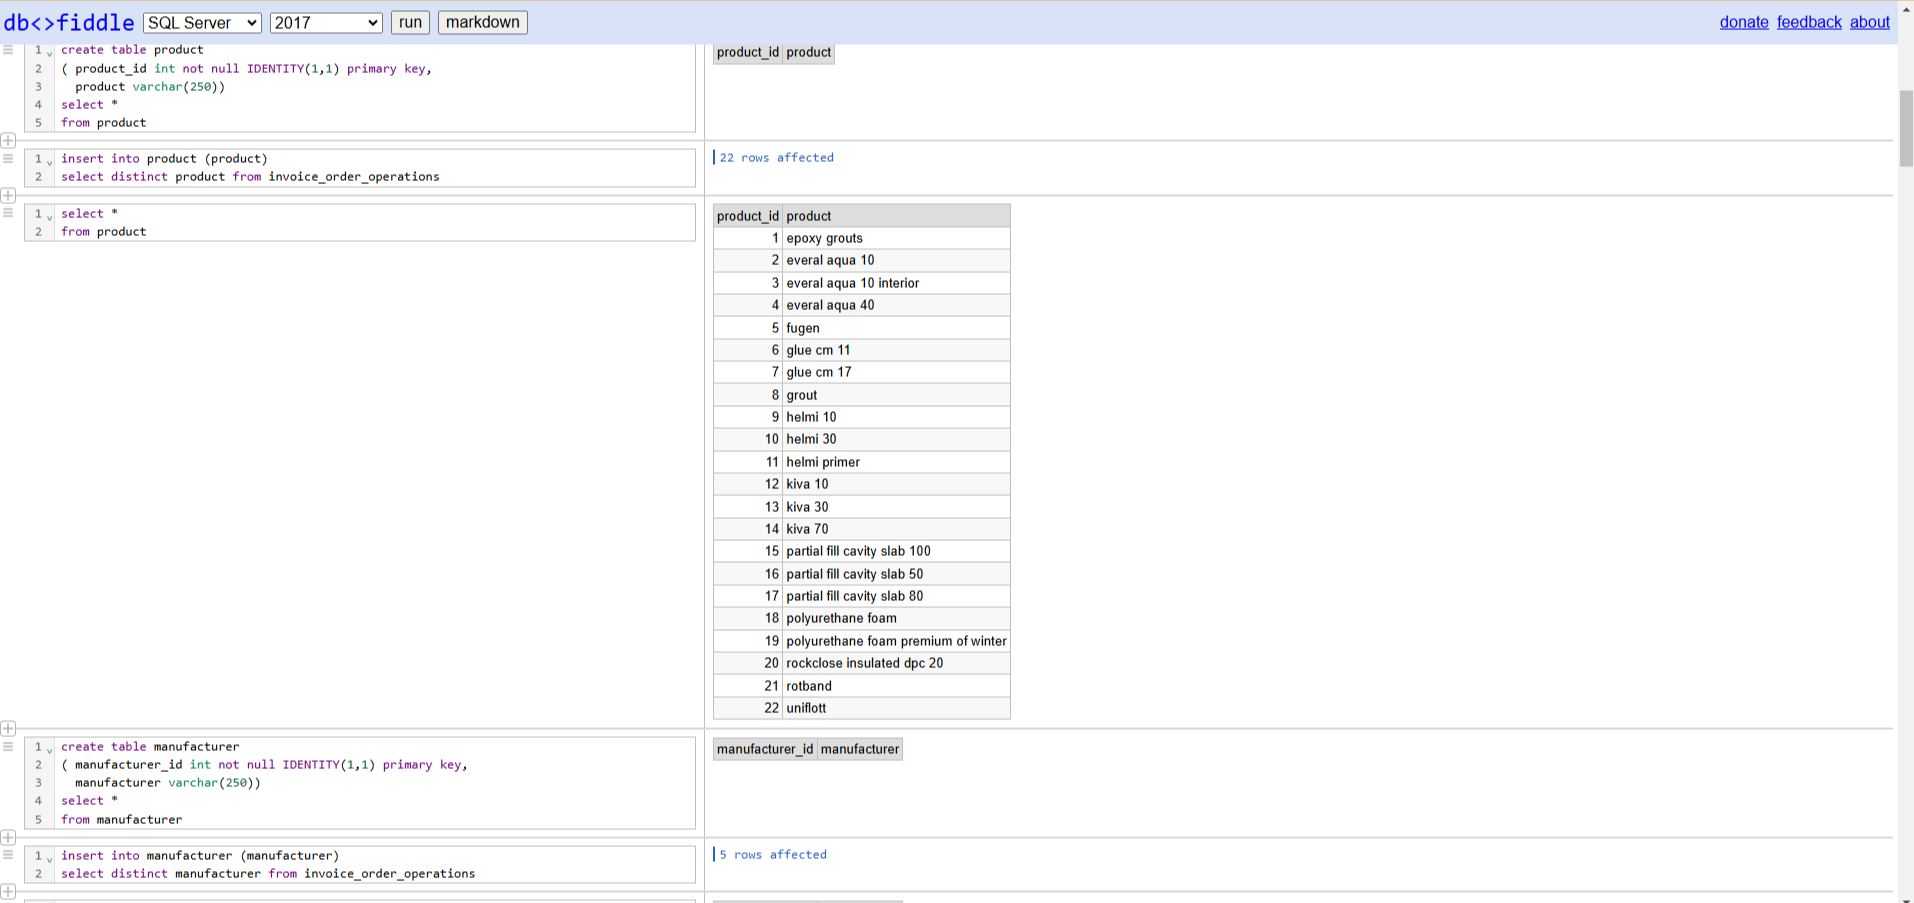 db<>fiddle SQL Server 2017 run markdown donate feedback about
1 create table product
2 ( product_id int not null IDENTITY(1,1) primary key,
3 product varchar(250))
4 select *
5 from product
product_id product
1 insert into product (product)
2 select distinct product from invoice_order_operations
22 rows affected
1 select *
2 from product
product_id product
1 epoxy grouts
2 everal aqua 10
3 everal aqua 10 interior
4 everal aqua 40
5 fugen
6 glue cm 11
7 glue cm 17
8 grout
9 helmi 10
10 helmi 30
11 helmi primer
12 kiva 10
13 kiva 30
14 kiva 70
15 partial fill cavity slab 100
16 partial fill cavity slab 50
17 partial fill cavity slab 80
18 polyurethane foam
19 polyurethane foam premium of winter
20 rockclose insulated dpc 20
21 rotband
22 uniflott
1 create table manufacturer
2 ( manufacturer_id int not null IDENTITY(1,1) primary key,
3 manufacturer varchar(250))
4 select *
5 from manufacturer
manufacturer_id manufacturer
1 insert into manufacturer (manufacturer)
2 select distinct manufacturer from invoice_order_operations
5 rows affected